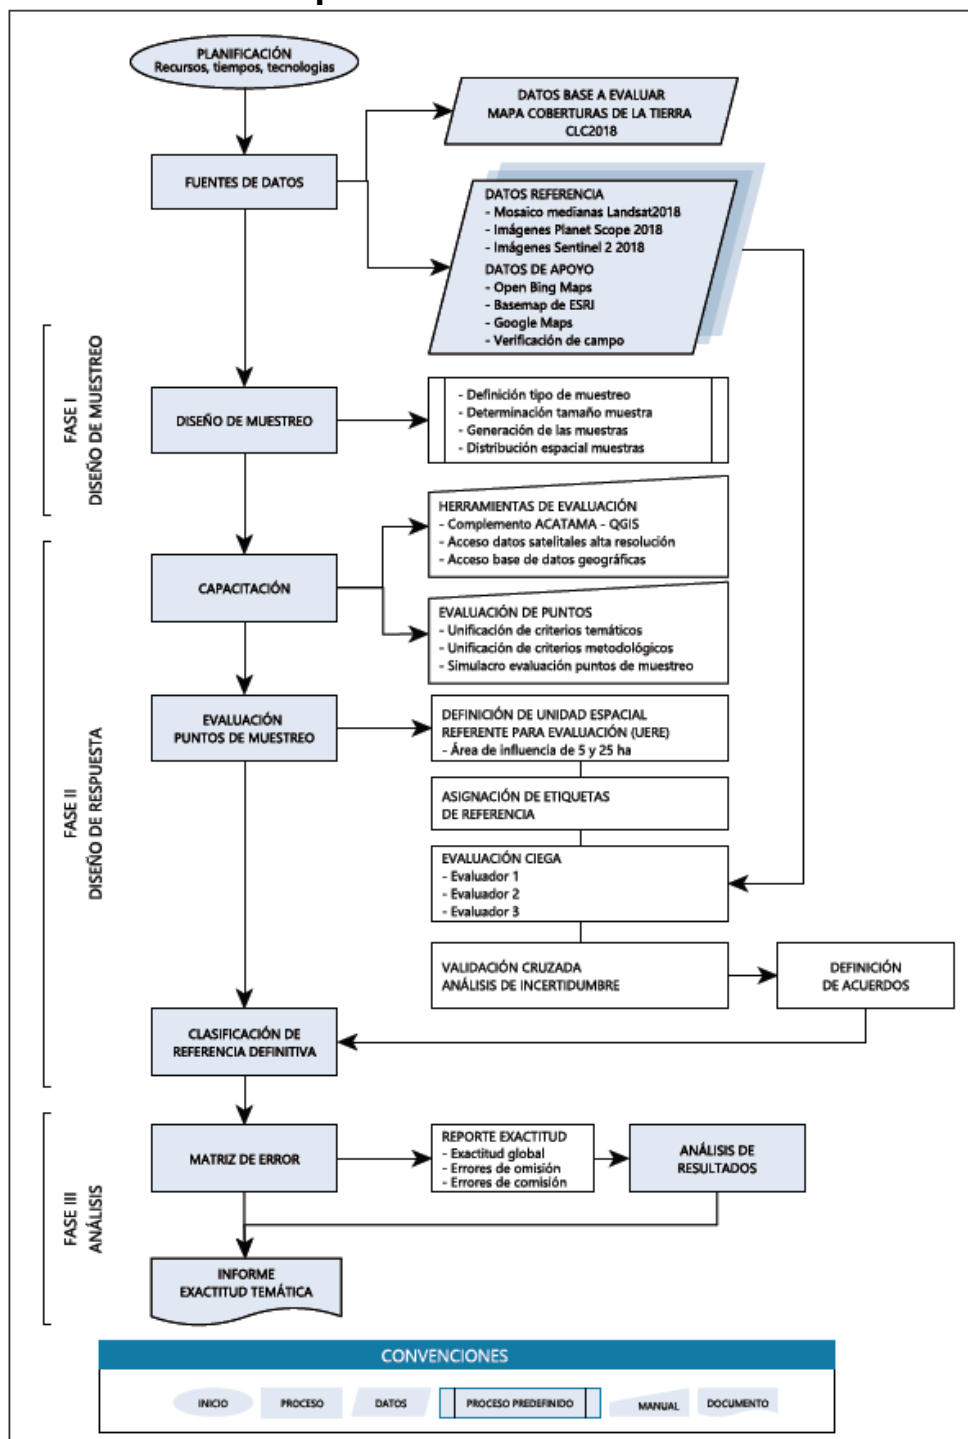 PLANIFICACIÓN
Recursos, tiempos, tecnologias
DATOS BASE A EVALUAR
MAPA COBERTURAS DE LA TIERRA
CLC2018
FUENTES DE DATOS
DATOS REFERENCIA
- Mosaico medianas Landsat2018
- Imágenes Planet Scope 2018
- Imágenes Sentinel 2 2018
DATOS DE APOYO
- Open Bing Maps
- Basemap de ESRI
- Google Maps
- Verificación de campo
FASE I
DISEÑO DE MUESTREO
DISEÑO DE MUESTREO
- Definición tipo de muestreo
- Determinación tamaño muestra
- Generación de las muestras
- Distribución espacial muestras
FASE II
DISEÑO DE RESPUESTA
CAPACITACIÓN
HERRAMIENTAS DE EVALUACIÓN
- Complemento ACATAMA - QGIS
- Acceso datos satelitales alta resolución
- Acceso base de datos geográficas
EVALUACIÓN DE PUNTOS
- Unificación de criterios temáticos
- Unificación de criterios metodológicos
- Simulacro evaluación puntos de muestreo
EVALUACIÓN
PUNTOS DE MUESTREO
DEFINICIÓN DE UNIDAD ESPACIAL
REFERENTE PARA EVALUACIÓN (UERE)
- Área de influencia de 5 y 25 ha
ASIGNACIÓN DE ETIQUETAS
DE REFERENCIA
EVALUACIÓN CIEGA
- Evaluador 1
- Evaluador 2
- Evaluador 3
VALIDACIÓN CRUZADA
ANÁLISIS DE INCERTIDUMBRE
DEFINICIÓN
DE ACUERDOS
CLASIFICACIÓN DE
REFERENCIA DEFINITIVA
FASE III
ANÁLISIS
MATRIZ DE ERROR
REPORTE EXACTITUD
- Exactitud global
- Errores de omisión
- Errores de comisión
ANÁLISIS DE
RESULTADOS
INFORME
EXACTITUD TEMÁTICA
CONVENCIONES
INICIO
PROCESO
DATOS
PROCESO PREDEFINIDO
MANUAL
DOCUMENTO